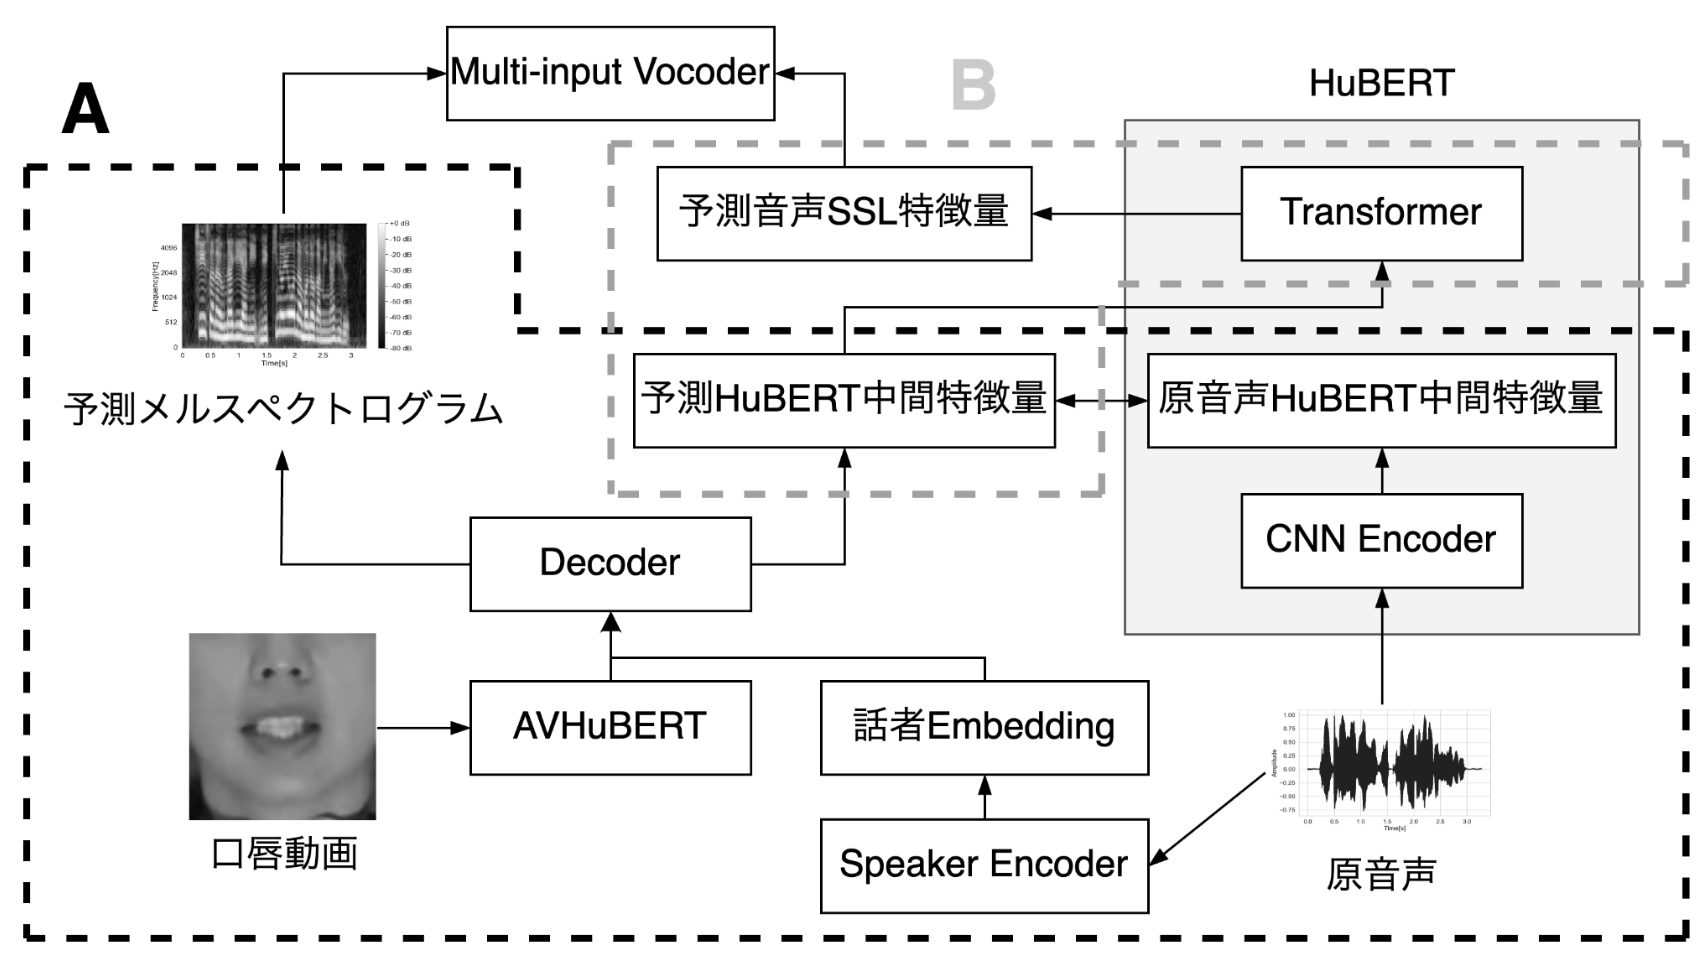 Multi-input Vocoder
A
B
HuBERT
予測音声SSL特徴量
Transformer
+0 dB
-10 dB
-20 dB
-30 dB
-40 dB
-50 dB
-60 dB
-70 dB
-80 dB
Frequency[Hz]
4096
2048
1024
512
0
0 0.5 1 1.5 2 2.5 3
Time[s]
予測メルスペクトログラム
予測HuBERT中間特徴量
原音声HuBERT中間特徴量
Decoder
CNN Encoder
AVHuBERT
話者Embedding
口唇動画
Speaker Encoder
Amplitude
1.00
0.75
0.50
0.25
0.00
-0.25
-0.50
-0.75
0.0 0.5 1.0 1.5 2.0 2.5 3.0
Time[s]
原音声